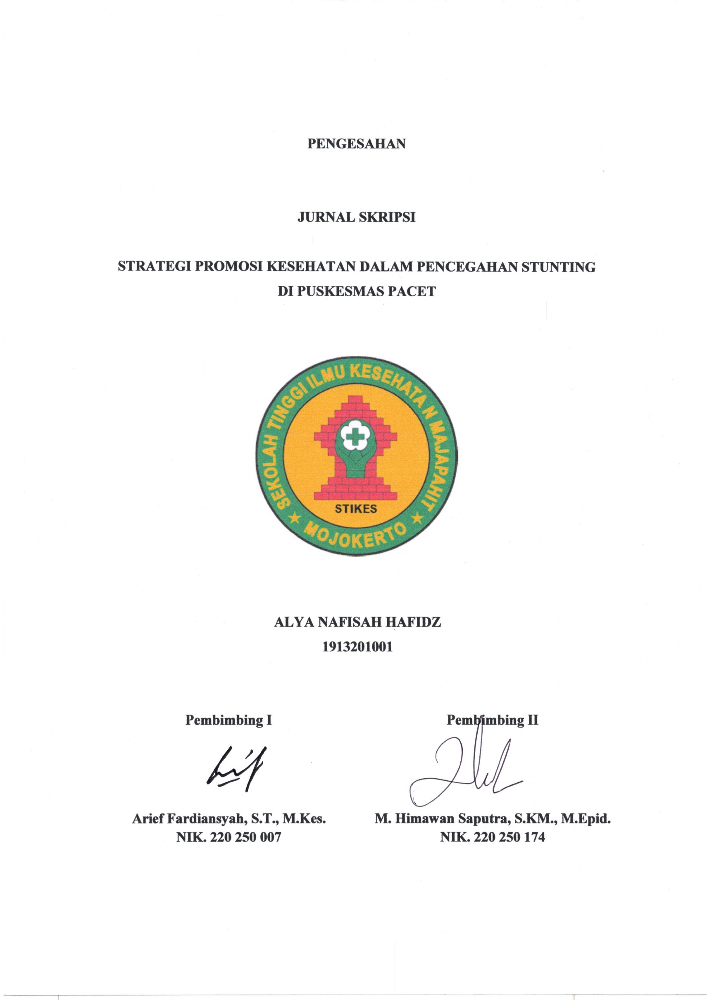 PENGESAHAN
JURNAL SKRIPSI
STRATEGI PROMOSI KESEHATAN DALAM PENCEGAHAN STUNTING
DI PUSKESMAS PACET
SEKOLAH TINGGI ILMU KESEHATAN MAJAPAHIT
STIKES
MOJOKERTO
ALYA NAFISAH HAFIDZ
1913201001
Pembimbing I
Pembimbing II
Arief Fardiansyah, S.T., M.Kes.
M. Himawan Saputra, S.KM., M.Epid.
NIK. 220 250 007
NIK. 220 250 174